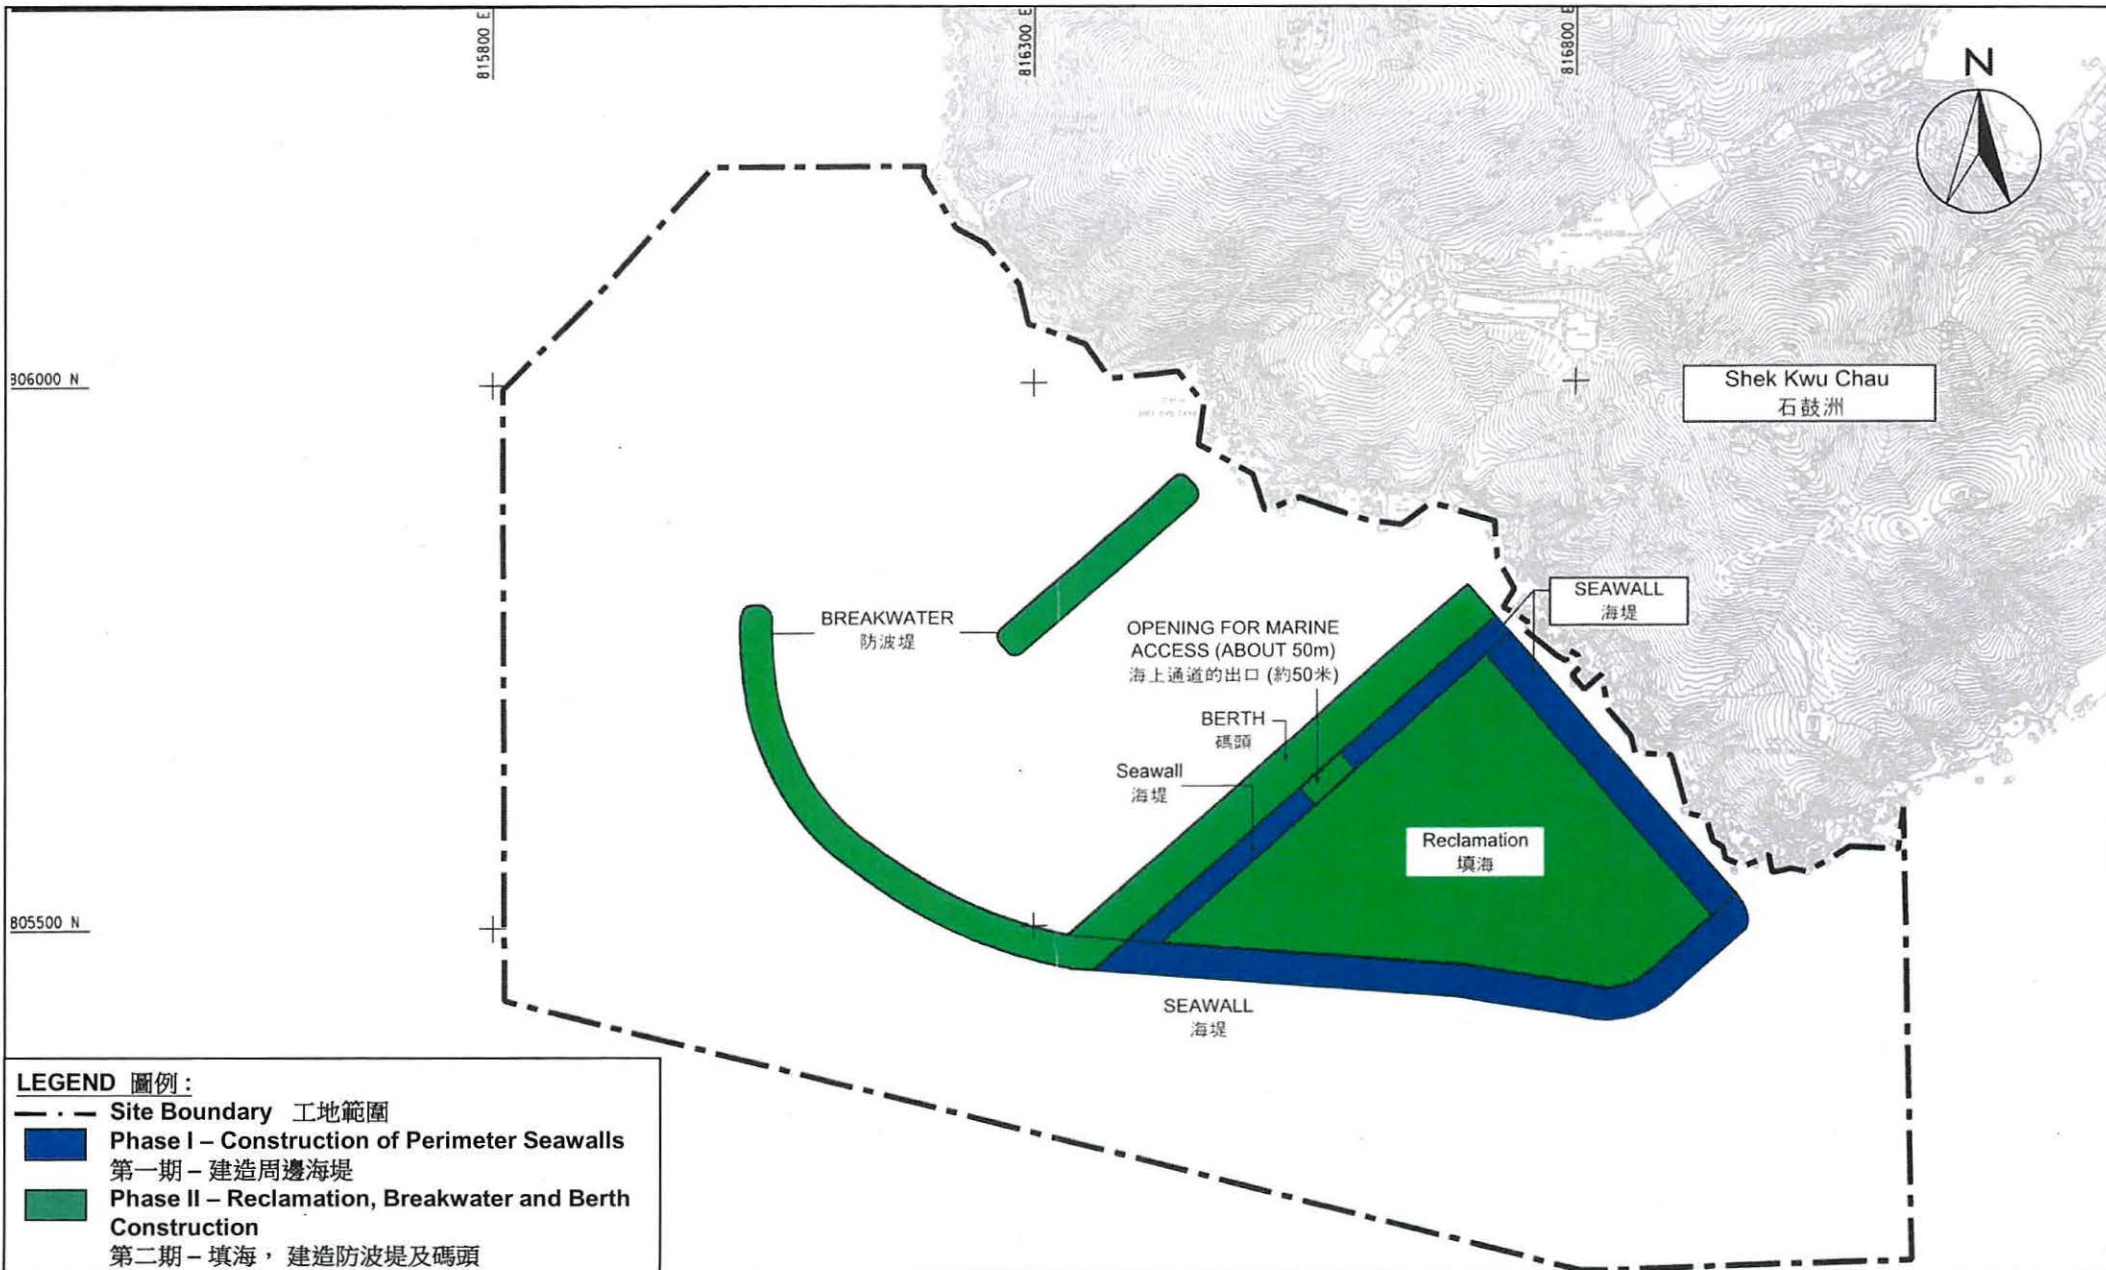 815800 E
816300 E
816800 E
N
806000 N
Shek Kwu Chau
石鼓洲
BREAKWATER
防波堤
OPENING FOR MARINE
ACCESS (ABOUT 50m)
海上通道的出口 (約50米)
SEAWALL
海堤
BERTH
碼頭
Seawall
海堤
Reclamation
填海
805500 N
SEAWALL
海堤
LEGEND 圖例 :
Site Boundary 工地範圍
Phase I – Construction of Perimeter Seawalls
第一期 – 建造周邊海堤
Phase II – Reclamation, Breakwater and Berth
Construction
第二期 – 填海， 建造防波堤及碼頭